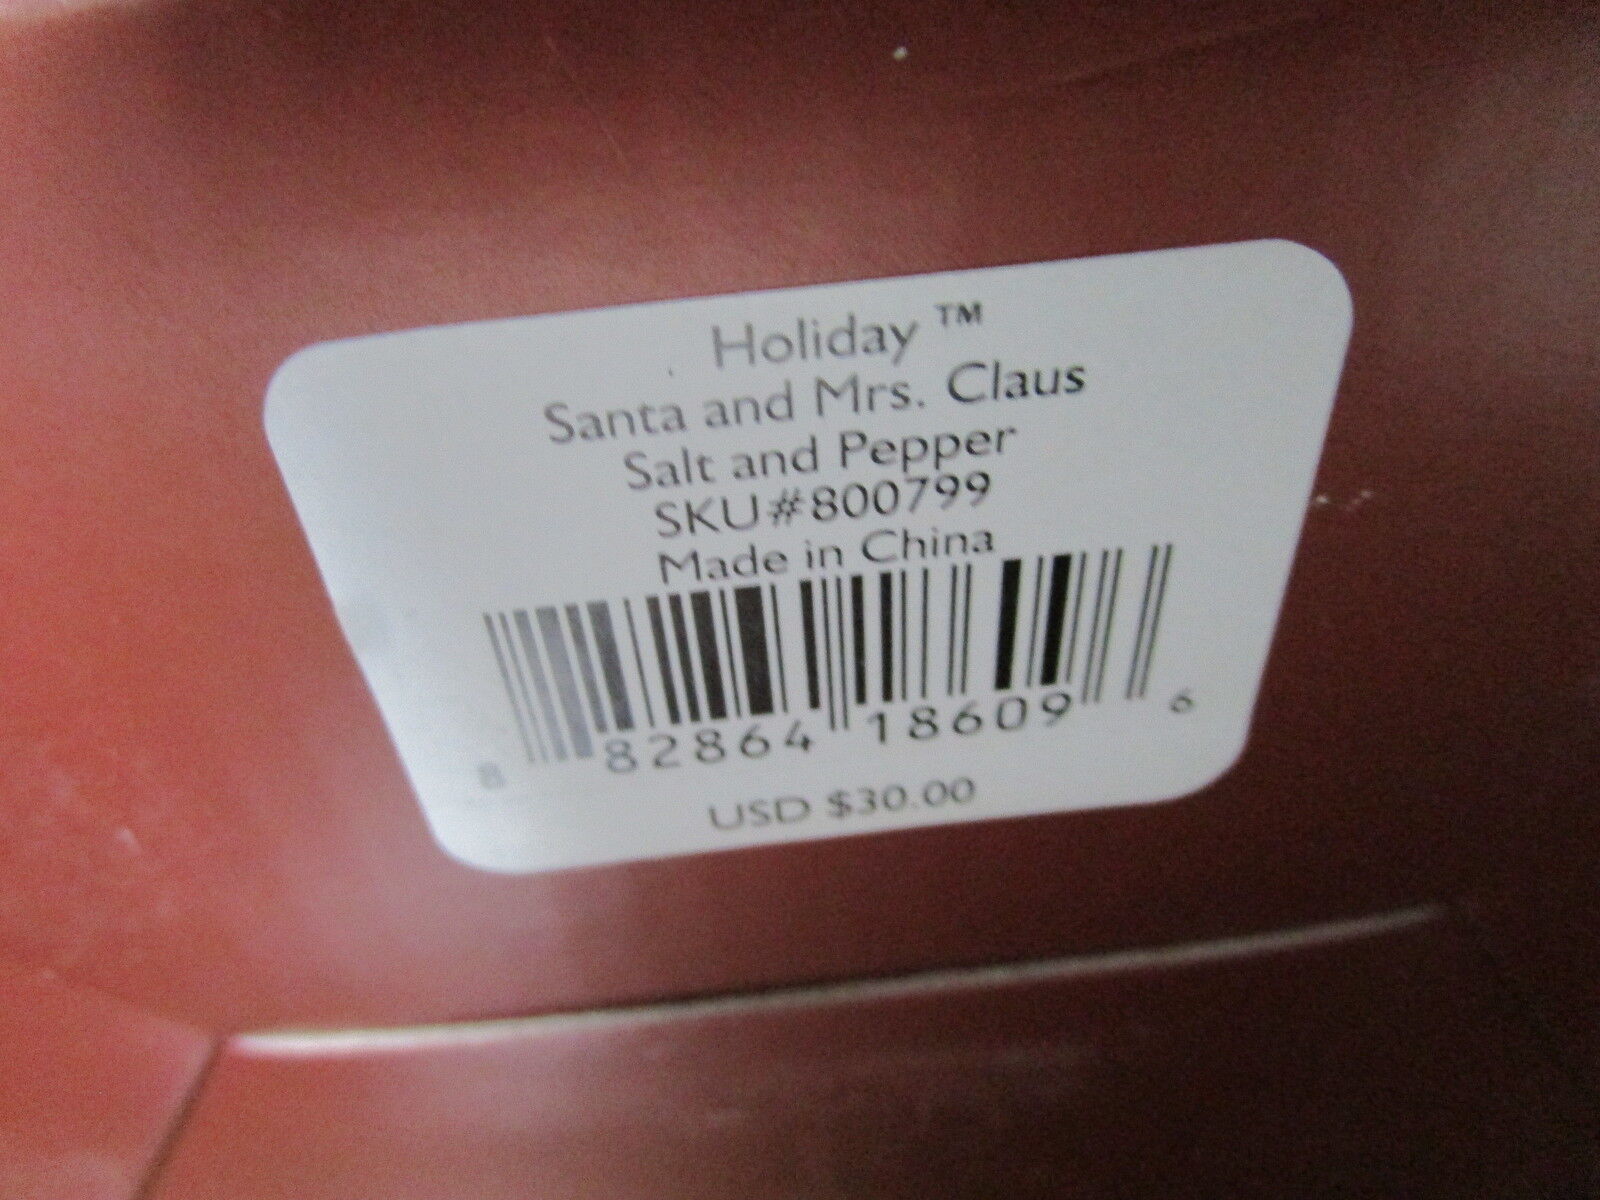 Holiday ™
Santa and Mrs. Claus
Salt and Pepper
SKU#800799
Made in China
8 82864 18609 6
USD $30.00